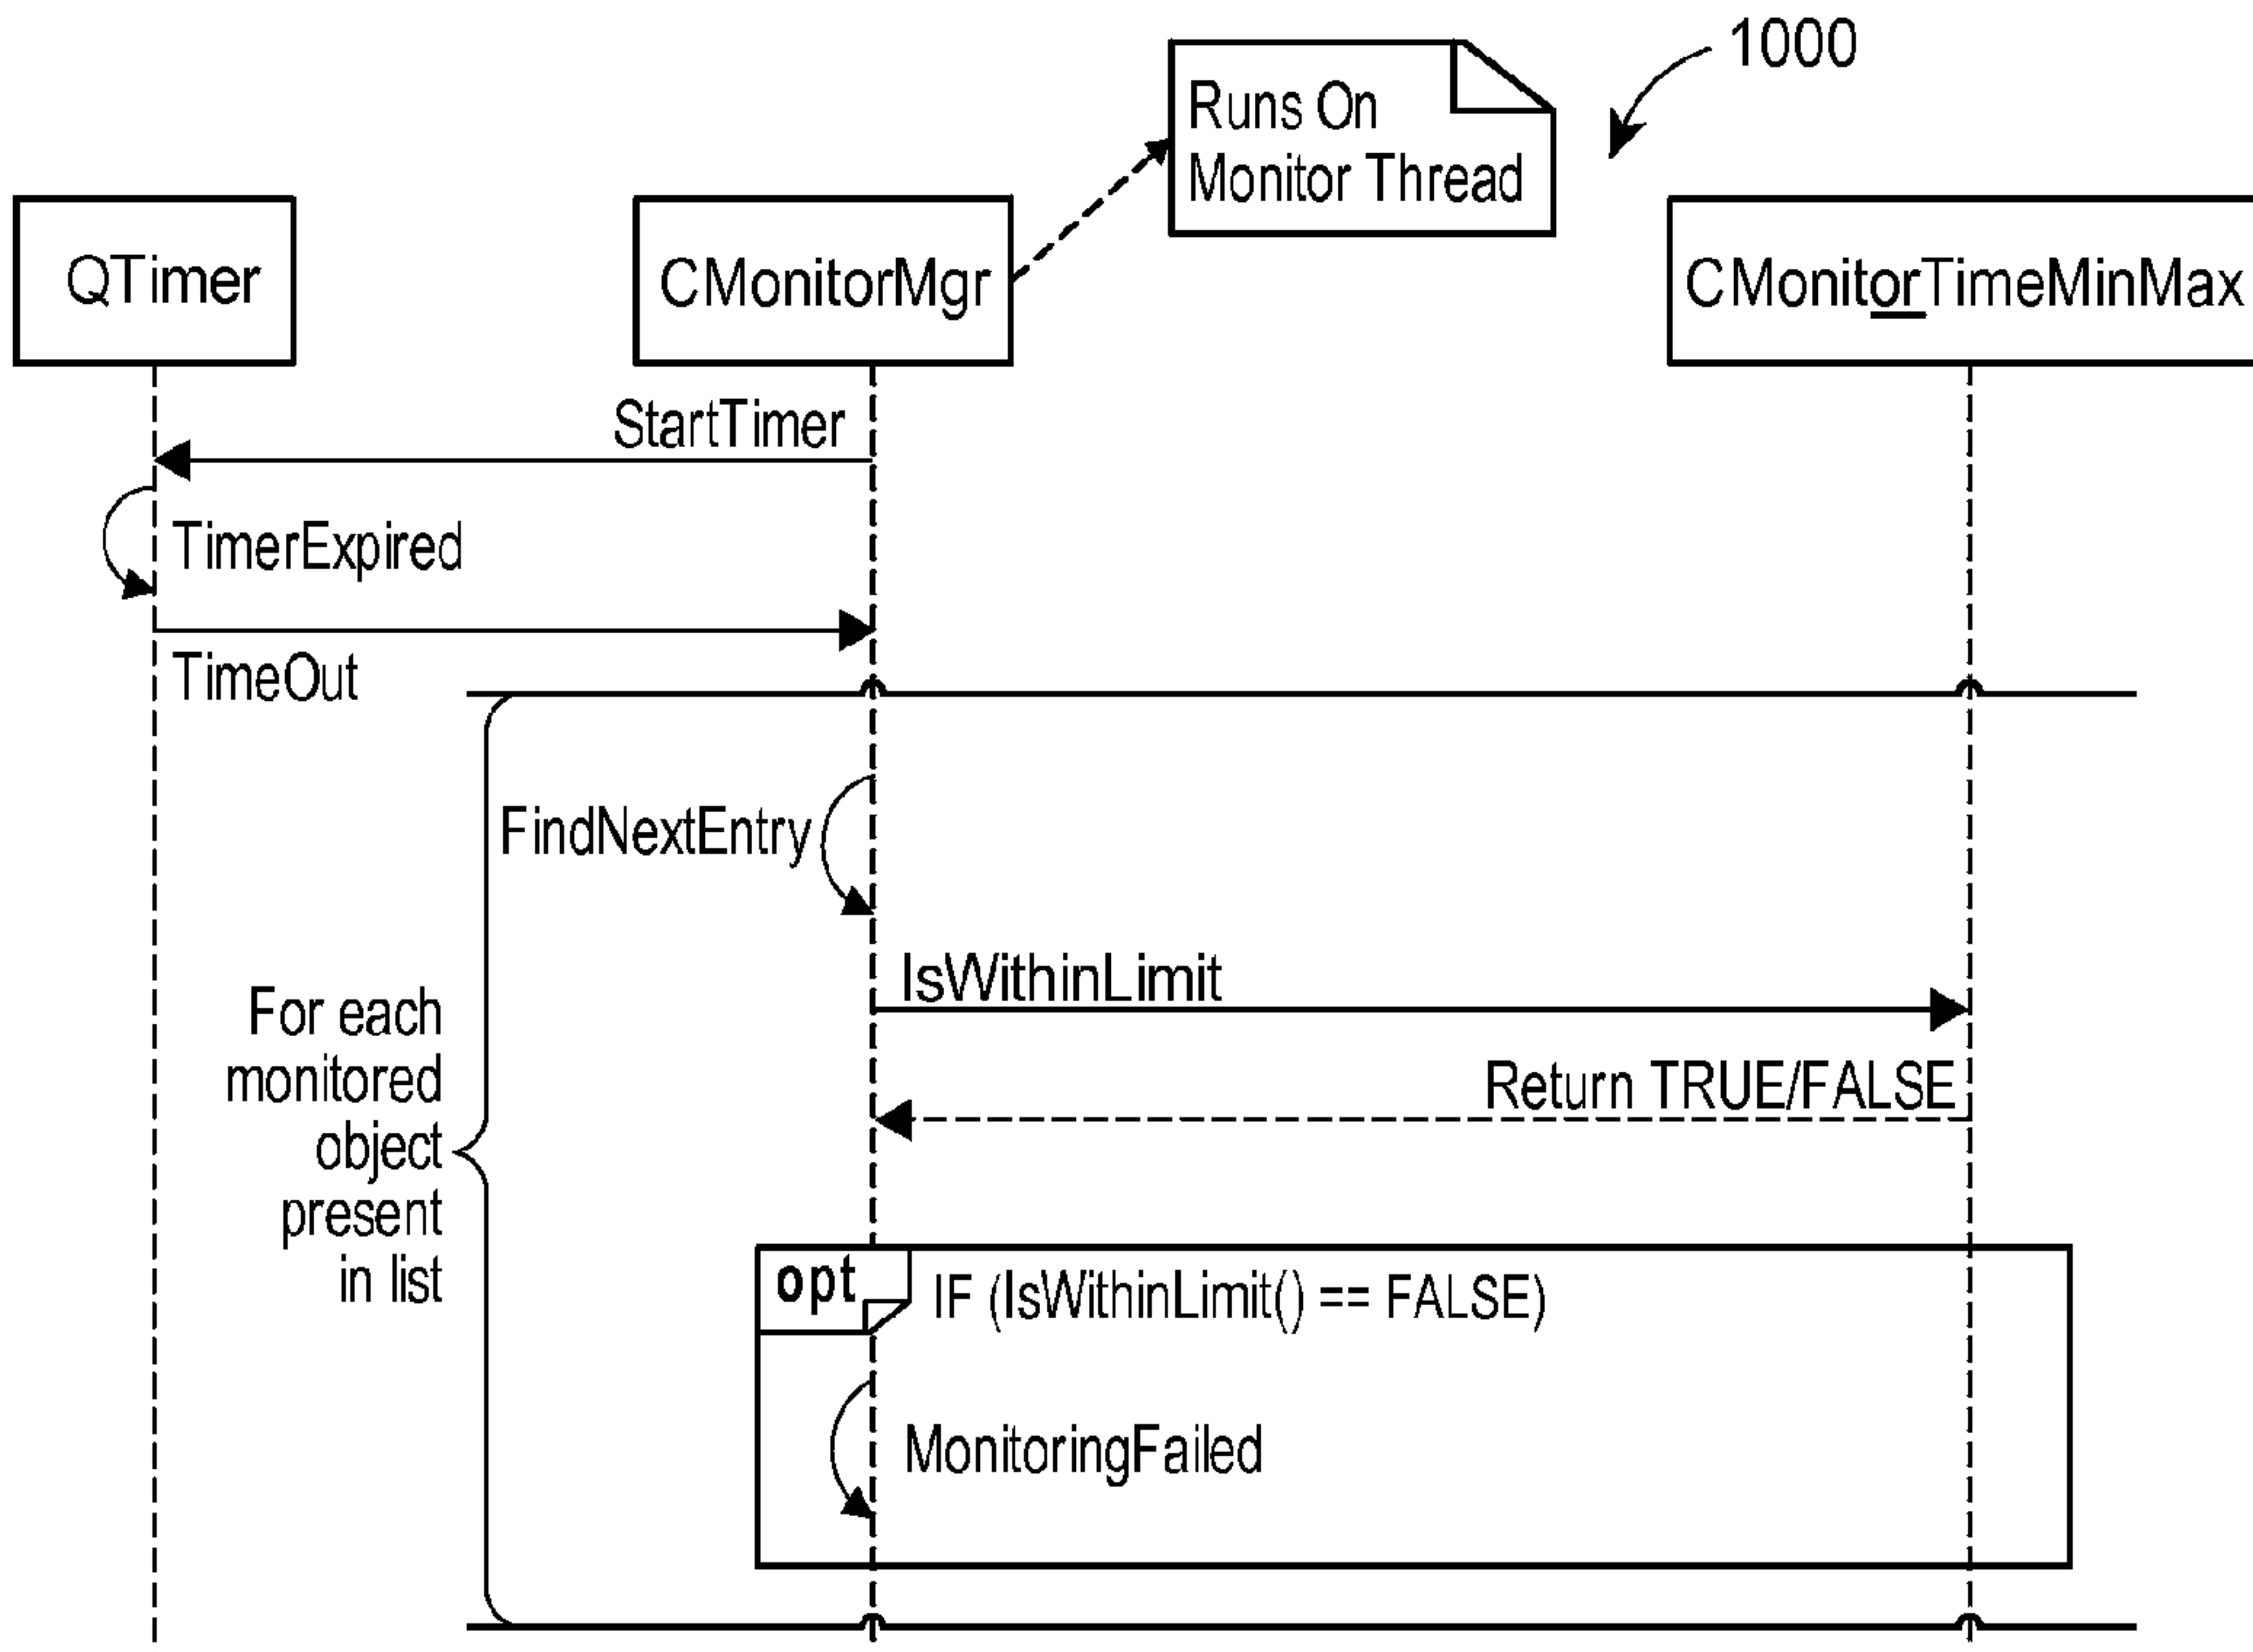 1000
Runs On
Monitor Thread
QTimer
CMonitorMgr
CMonitorTimeMinMax
StartTimer
TimerExpired
TimeOut
FindNextEntry
IsWithinLimit
For each
monitored
object
present
in list
Return TRUE/FALSE
opt
IF (IsWithinLimit() == FALSE)
MonitoringFailed